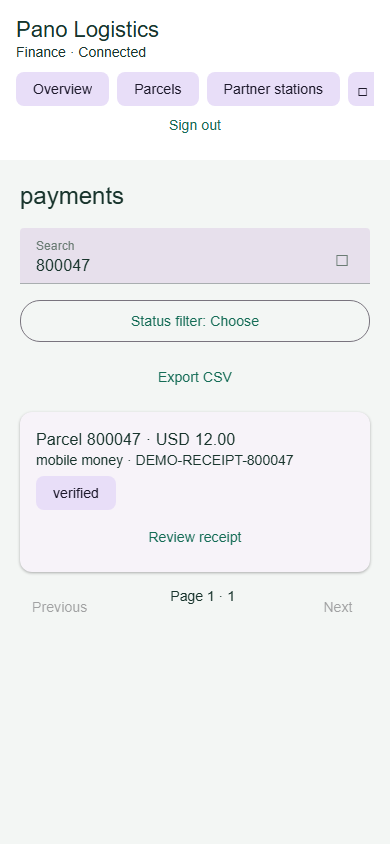 Pano Logistics
Finance · Connected
Overview Parcels Partner stations
Sign out
payments
Search
800047
Status filter: Choose
Export CSV
Parcel 800047 · USD 12.00
mobile money · DEMO-RECEIPT-800047
verified
Review receipt
Previous Page 1 · 1 Next